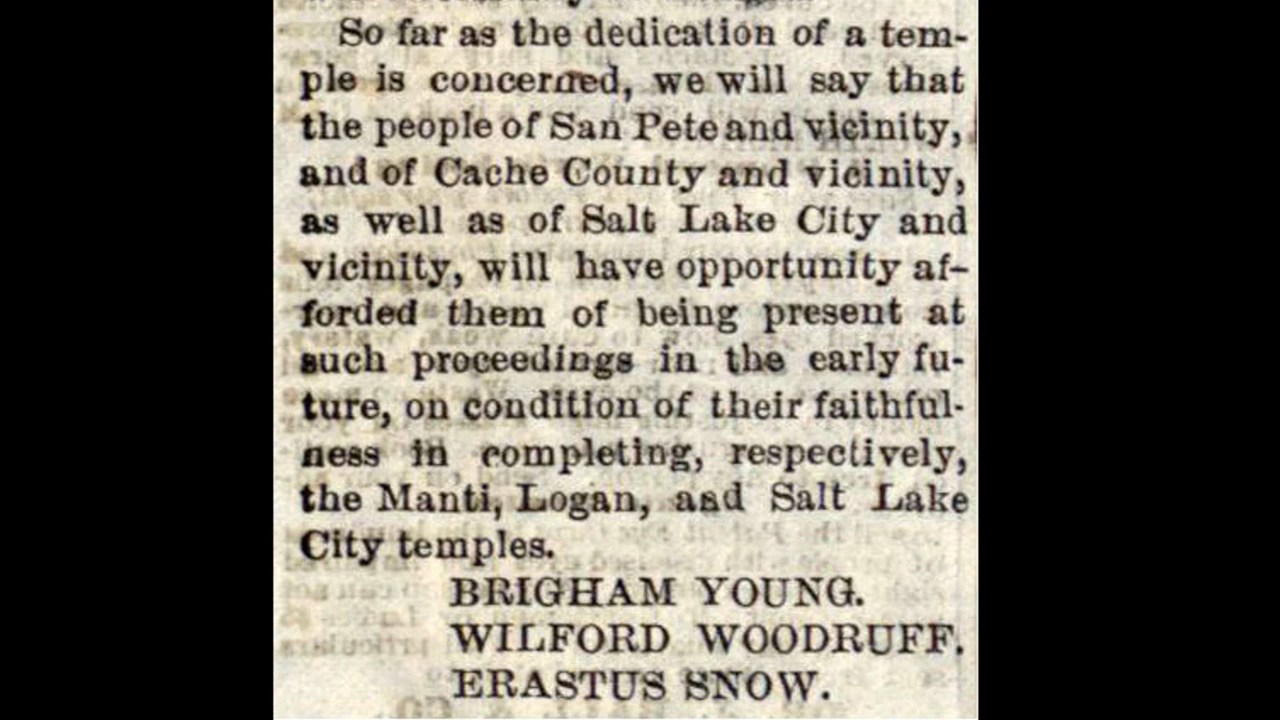 So far as the dedication of a tem-
ple is concerned, we will say that
the people of San Pete and vicinity,
and of Cache County and vicinity,
as well as of Salt Lake City and
vicinity, will have opportunity af-
forded them of being present at
such proceedings in the early fu-
ture, on condition of their faithful-
ness in completing, respectively,
the Manti, Logan, and Salt Lake
City temples.
BRIGHAM YOUNG.
WILFORD WOODRUFF.
ERASTUS SNOW.